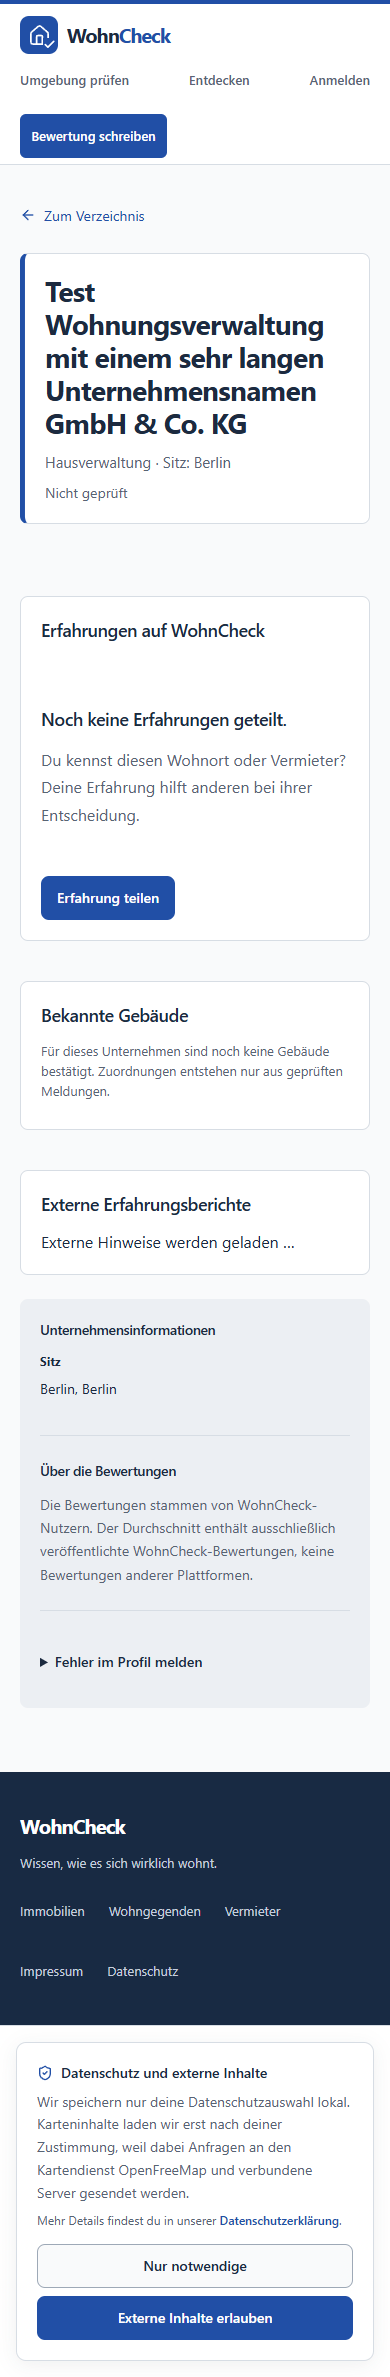 WohnCheck
Umgebung prüfen
Entdecken
Anmelden
Bewertung schreiben
Zum Verzeichnis
Test
Wohnungsverwaltung
mit einem sehr langen
Unternehmensnamen
GmbH & Co. KG
Hausverwaltung · Sitz: Berlin
Nicht geprüft
Erfahrungen auf WohnCheck
Noch keine Erfahrungen geteilt.
Du kennst diesen Wohnort oder Vermieter?
Deine Erfahrung hilft anderen bei ihrer
Entscheidung.
Erfahrung teilen
Bekannte Gebäude
Für dieses Unternehmen sind noch keine Gebäude
bestätigt. Zuordnungen entstehen nur aus geprüften
Meldungen.
Externe Erfahrungsberichte
Externe Hinweise werden geladen ...
Unternehmensinformationen
Sitz
Berlin, Berlin
Über die Bewertungen
Die Bewertungen stammen von WohnCheck-
Nutzern. Der Durchschnitt enthält ausschließlich
veröffentlichte WohnCheck-Bewertungen, keine
Bewertungen anderer Plattformen.
Fehler im Profil melden
WohnCheck
Wissen, wie es sich wirklich wohnt.
Immobilien
Wohngegenden
Vermieter
Impressum
Datenschutz
Datenschutz und externe Inhalte
Wir speichern nur deine Datenschutzauswahl lokal.
Karteninhalte laden wir erst nach deiner
Zustimmung, weil dabei Anfragen an den
Kartendienst OpenFreeMap und verbundene
Server gesendet werden.
Mehr Details findest du in unserer Datenschutzerklärung.
Nur notwendige
Externe Inhalte erlauben